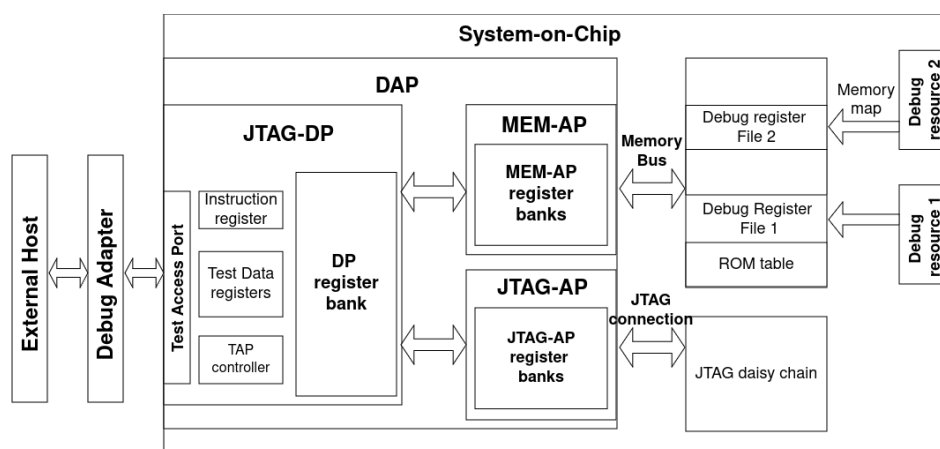 System-on-Chip
DAP
JTAG-DP
External Host
Debug Adapter
Test Access Port
Instruction
register
Test Data
registers
TAP
controller
DP
register
bank
MEM-AP
MEM-AP
register
banks
JTAG-AP
JTAG-AP
register
banks
Memory
Bus
JTAG
connection
Debug register
File 2
Debug Register
File 1
ROM table
JTAG daisy chain
Memory
map
Debug
resource 2
Debug
resource 1